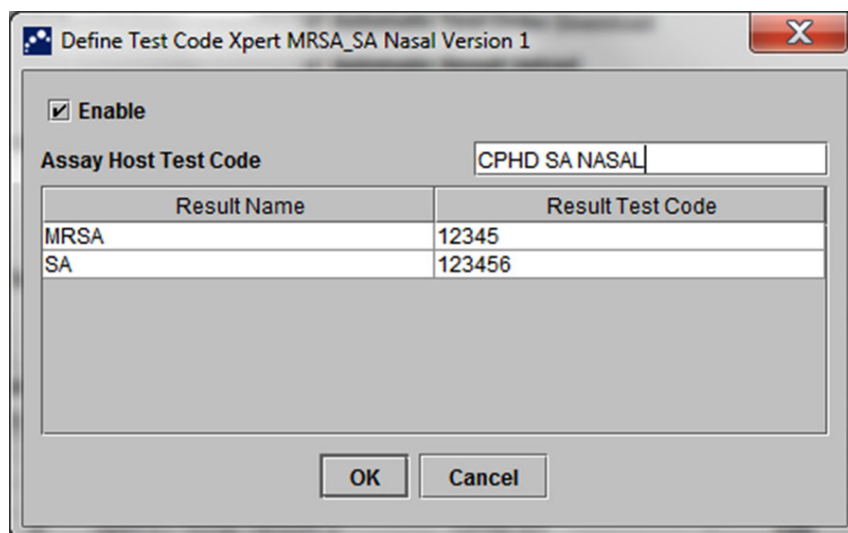 Define Test Code Xpert MRSA_SA Nasal Version 1
Enable
Assay Host Test Code CPHD SA NASAL
Result Name Result Test Code
MRSA 12345
SA 123456
OK Cancel